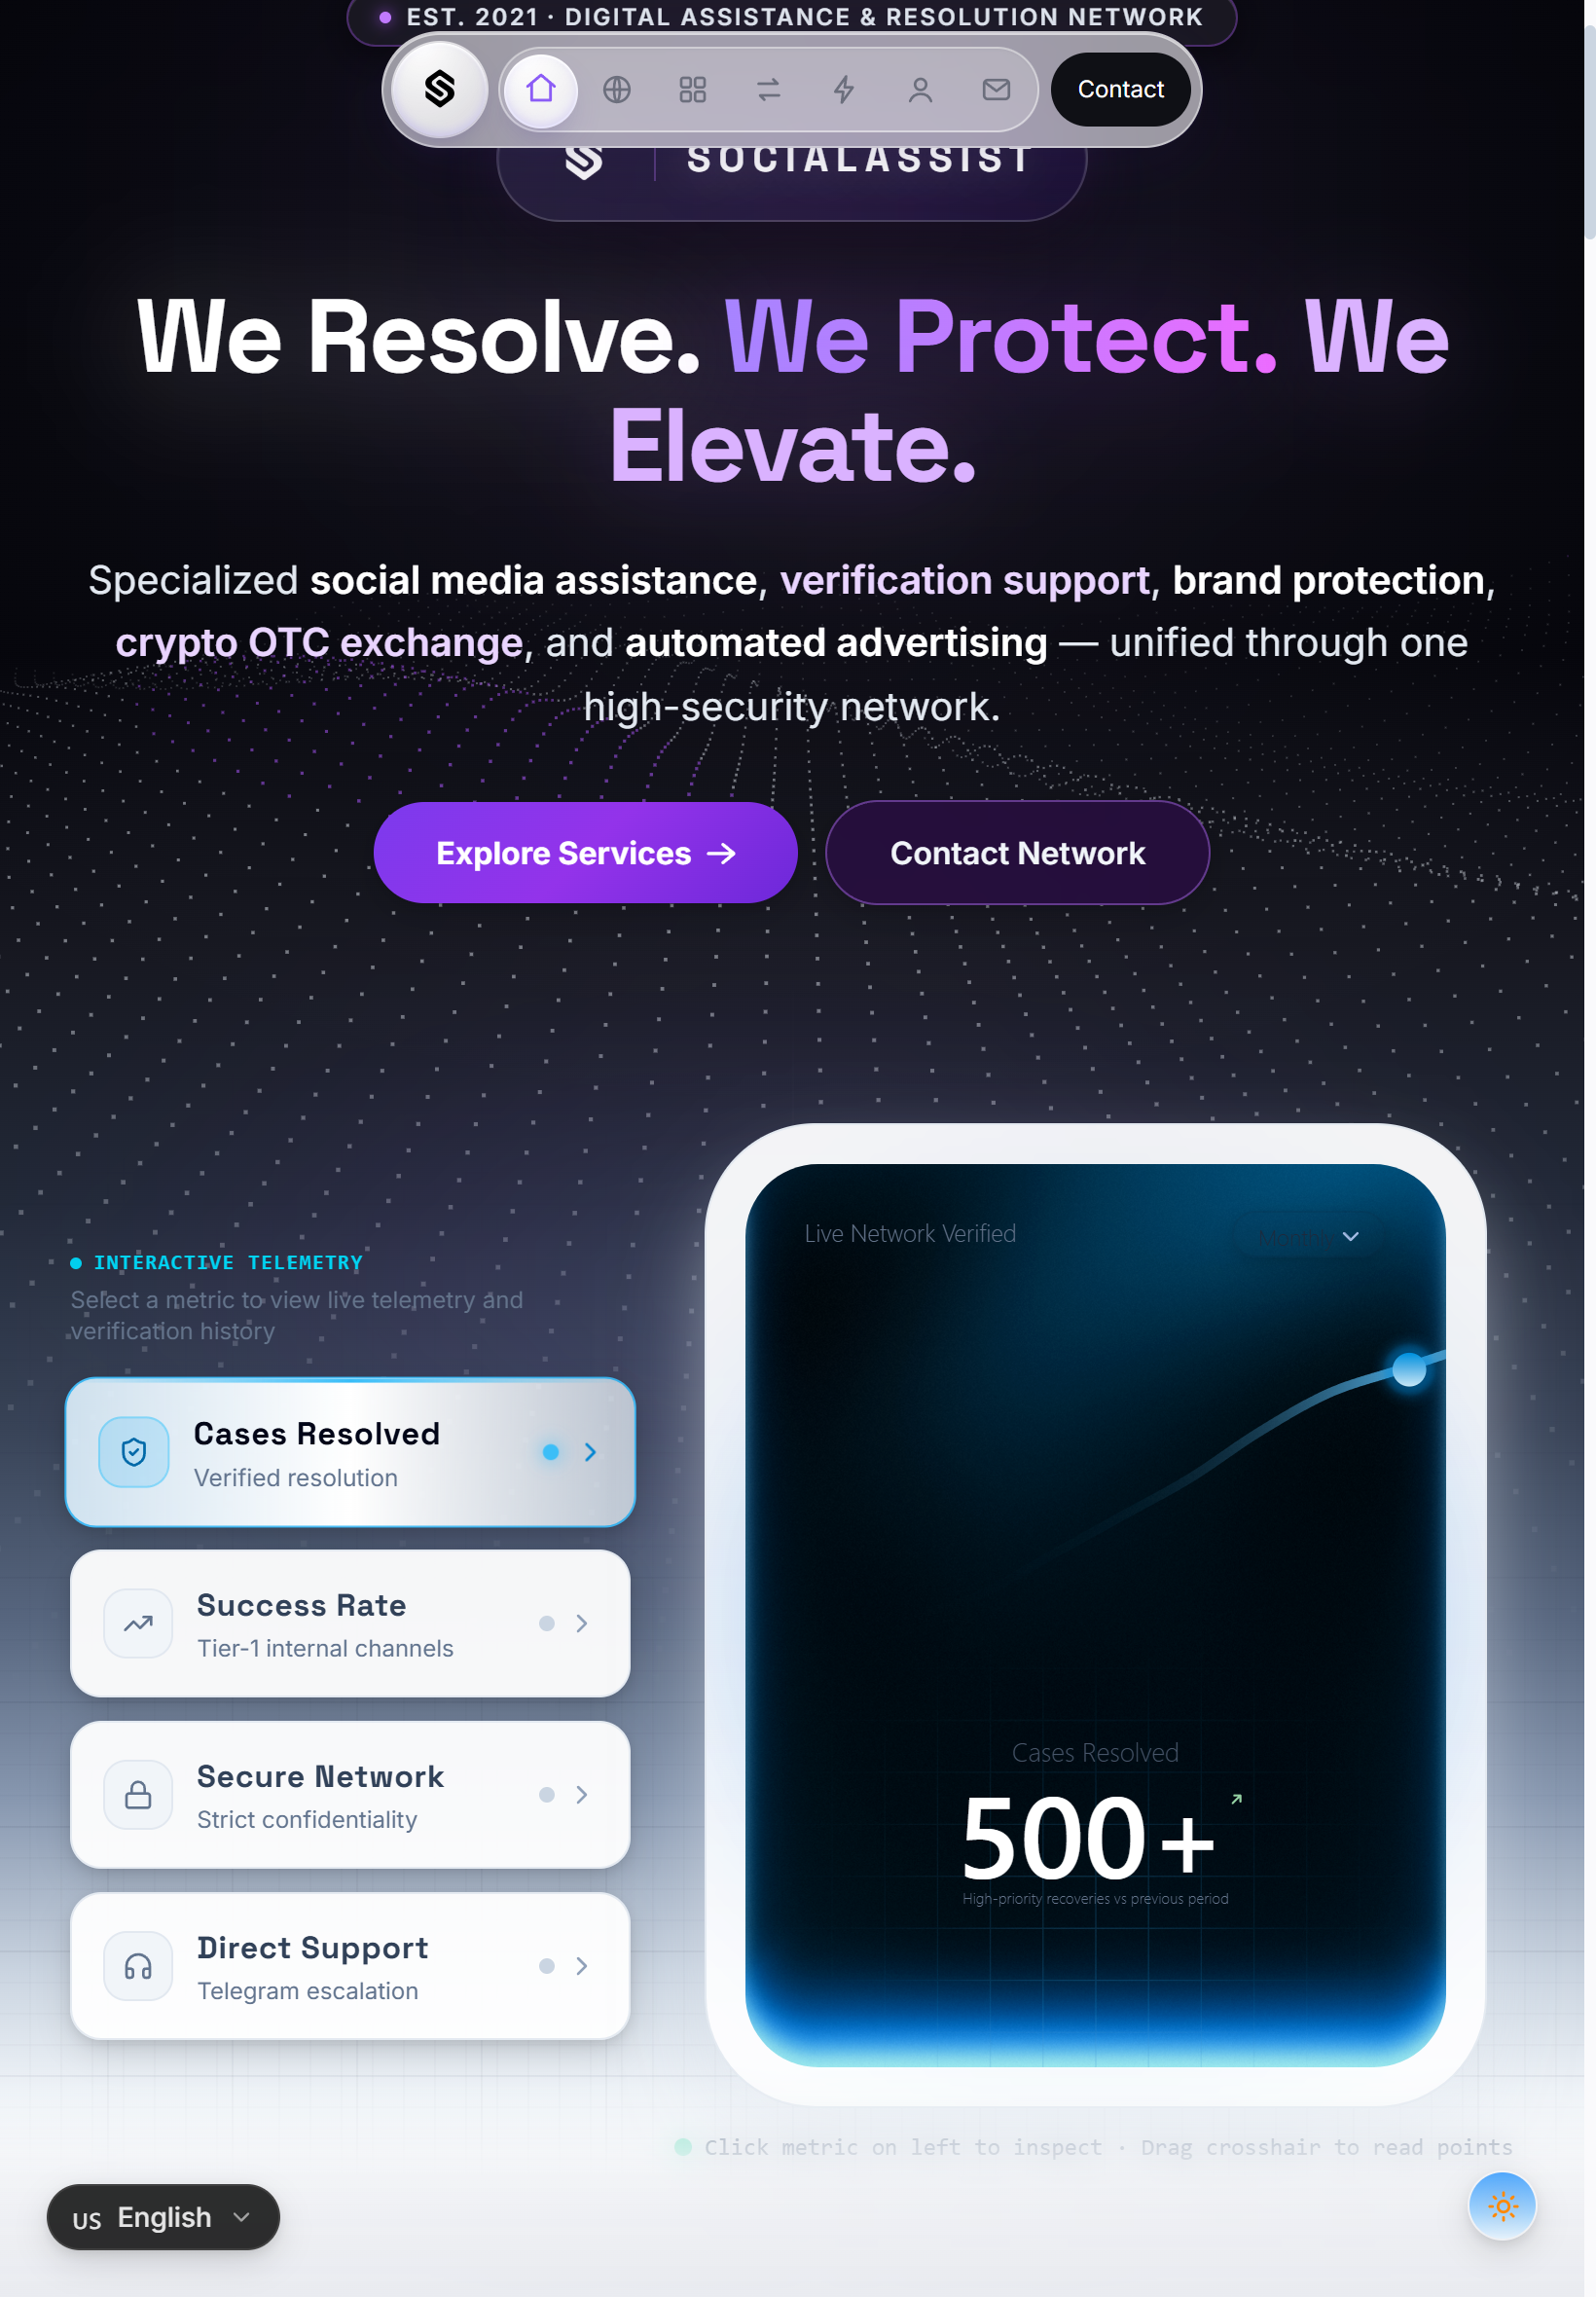 EST. 2021 · DIGITAL ASSISTANCE & RESOLUTION NETWORK
Contact
SOCIALASSIST
We Resolve. We Protect. We
Elevate.
Specialized social media assistance, verification support, brand protection,
crypto OTC exchange, and automated advertising — unified through one
high-security network.
Explore Services →
Contact Network
INTERACTIVE TELEMETRY
Select a metric to view live telemetry and
verification history
Cases Resolved
Verified resolution
Success Rate
Tier-1 internal channels
Secure Network
Strict confidentiality
Direct Support
Telegram escalation
Live Network Verified
Monthly
Cases Resolved
500+
High-priority recoveries vs previous period
Click metric on left to inspect · Drag crosshair to read points
US English